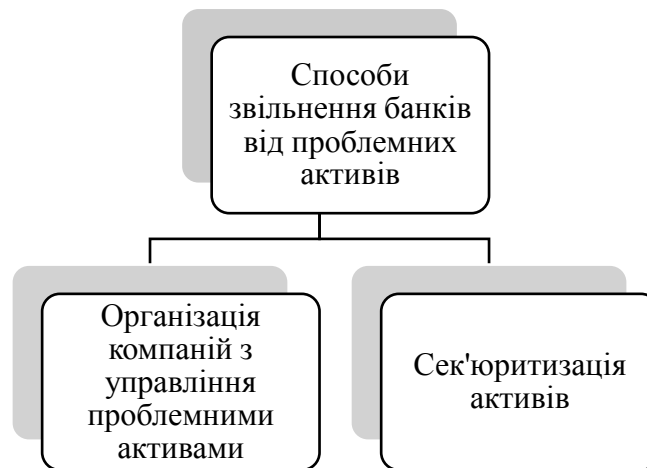 Способи
звільнення банків
від проблемних
активів
Організація
компаній з
управління
проблемними
активами
Сек'юритизація
активів